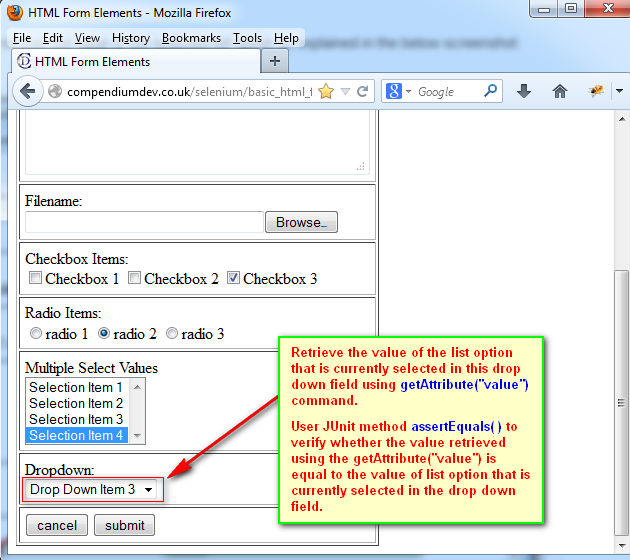 HTML Form Elements - Mozilla Firefox
File Edit View History Bookmarks Tools Help
xplained in the below screenshot:
HTML Form Elements
compendiumdev.co.uk/selenium/basic_html_f
Google
Filename:
Browse..
Checkbox Items:
Checkbox 1 Checkbox 2 Checkbox 3
Radio Items:
radio 1 radio 2 radio 3
Multiple Select Values
Selection Item 1
Selection Item 2
Selection Item 3
Selection Item 4
Dropdown:
Drop Down Item 3
cancel submit
Retrieve the value of the list option
that is currently selected in this drop
down field using getAttribute("value")
command.
User JUnit method assertEquals( ) to
verify whether the value retrieved
using the getAttribute("value") is
equal to the value of list option that is
currently selected in the drop down
field.